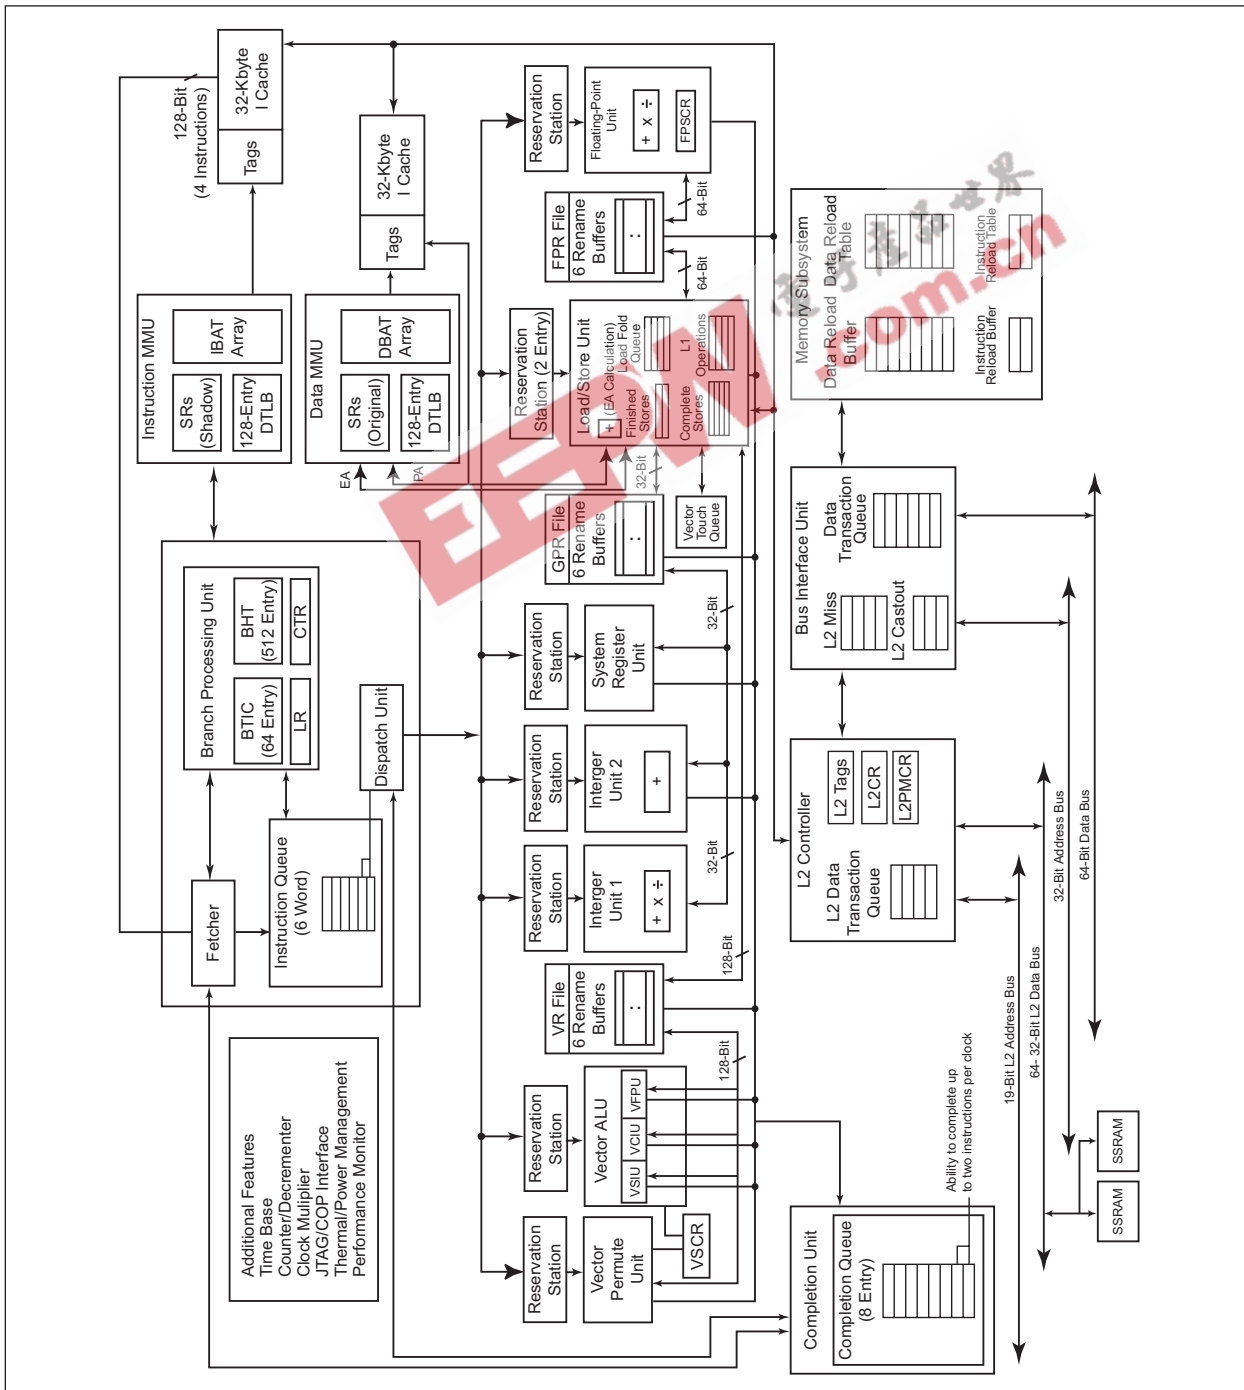 Additional Features
Time Base
Counter/Decrementer
Clock Muliplier
JTAG/COP Interface
Thermal/Power Management
Performance Monitor
Fetcher
Branch Processing Unit
BTIC
(64 Entry)
BHT
(512 Entry)
LR
CTR
Instruction Queue
(6 Word)
Dispatch Unit
Instruction MMU
SRs
(Shadow)
IBAT
Array
128-Entry
DTLB
128-Bit
(4 Instructions)
Tags
32-Kbyte
I Cache
Data MMU
SRs
(Original)
DBAT
Array
128-Entry
DTLB
Tags
32-Kbyte
I Cache
EA
PA
Reservation
Station
Reservation
Station
Reservation
Station
Reservation
Station
Reservation
Station
Reservation
Station (2 Entry)
Reservation
Station
Vector
Permute
Unit
VSCR
Vector ALU
VSIU
VCIU
VFPU
VR File
6 Rename
Buffers
:
128-Bit
128-Bit
Interger
Unit 1
+ x ÷
Interger
Unit 2
+
System
Register
Unit
32-Bit
32-Bit
GPR File
6 Rename
Buffers
:
32-Bit
Vector
Touch
Queue
Load/Store Unit
+
(EA Calculation)
Finished
Stores
Load Fold
Queue
Complete
Stores
L1
Operations
FPR File
6 Rename
Buffers
:
64-Bit
64-Bit
Floating-Point
Unit
+ x ÷
FPSCR
Completion Unit
Completion Queue
(8 Entry)
Ability to complete up
to two instructions per clock
L2 Controller
L2 Data
Transaction
Queue
L2 Tags
L2CR
L2PMCR
Bus Interface Unit
L2 Miss
Data
Transaction
Queue
L2 Castout
Memory Subsystem
Data Reload
Buffer
Data Reload
Table
Instruction
Reload Buffer
Instruction
Reload Table
19-Bit L2 Address Bus
64- 32-Bit L2 Data Bus
32-Bit Address Bus
64-Bit Data Bus
SSRAM
SSRAM
EEPW
.com.cn
电子产品世界